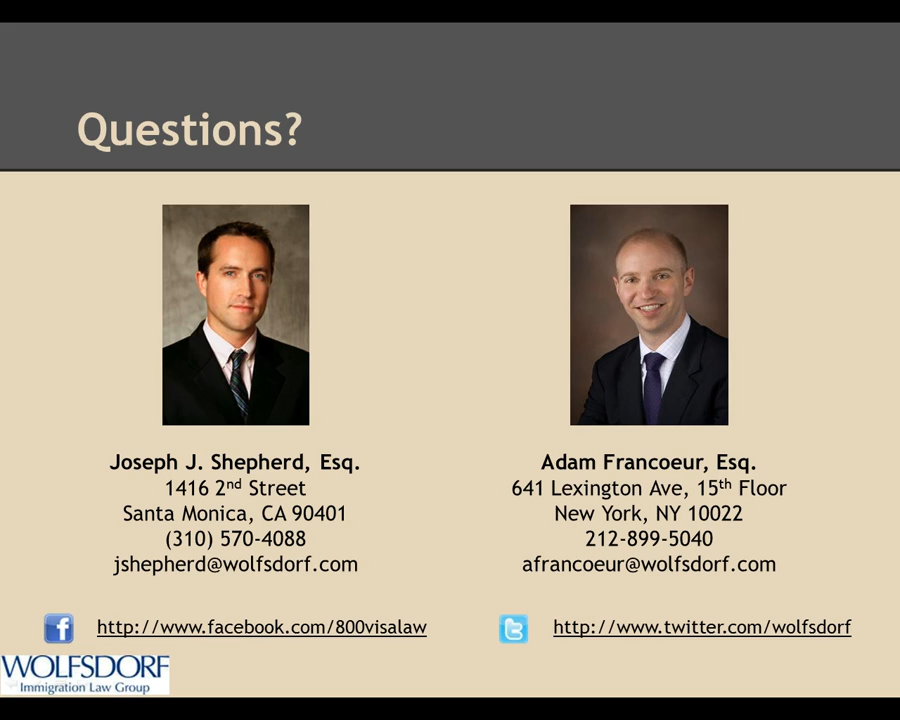 Questions?
Joseph J. Shepherd, Esq.
1416 2nd Street
Santa Monica, CA 90401
(310) 570-4088
jshepherd@wolfsdorf.com
Adam Francoeur, Esq.
641 Lexington Ave, 15th Floor
New York, NY 10022
212-899-5040
afrancoeur@wolfsdorf.com
http://www.facebook.com/800visalaw
http://www.twitter.com/wolfsdorf
WOLFSDORF
Immigration Law Group